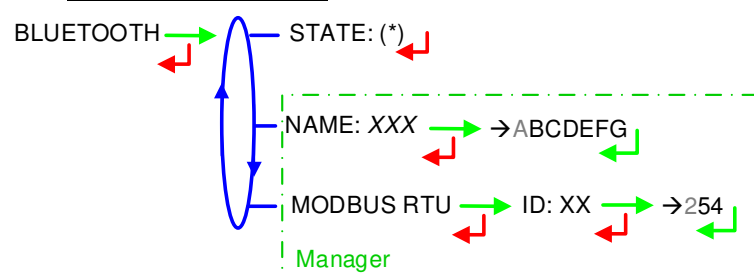 BLUETOOTH STATE: (*)
NAME: XXX →ABCDEFG
MODBUS RTU ID: XX →254
Manager